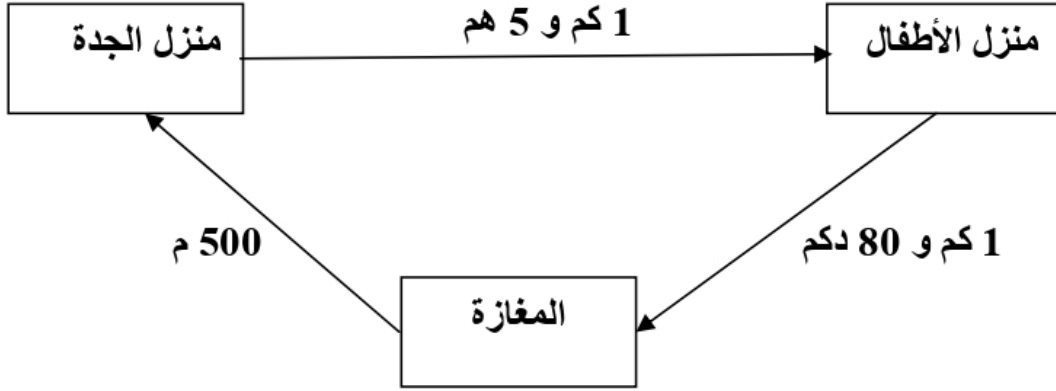 1 كم و 5 هم
منزل الأطفال
منزل الجدة
1 كم و 80 دكم
500 م
المغازة